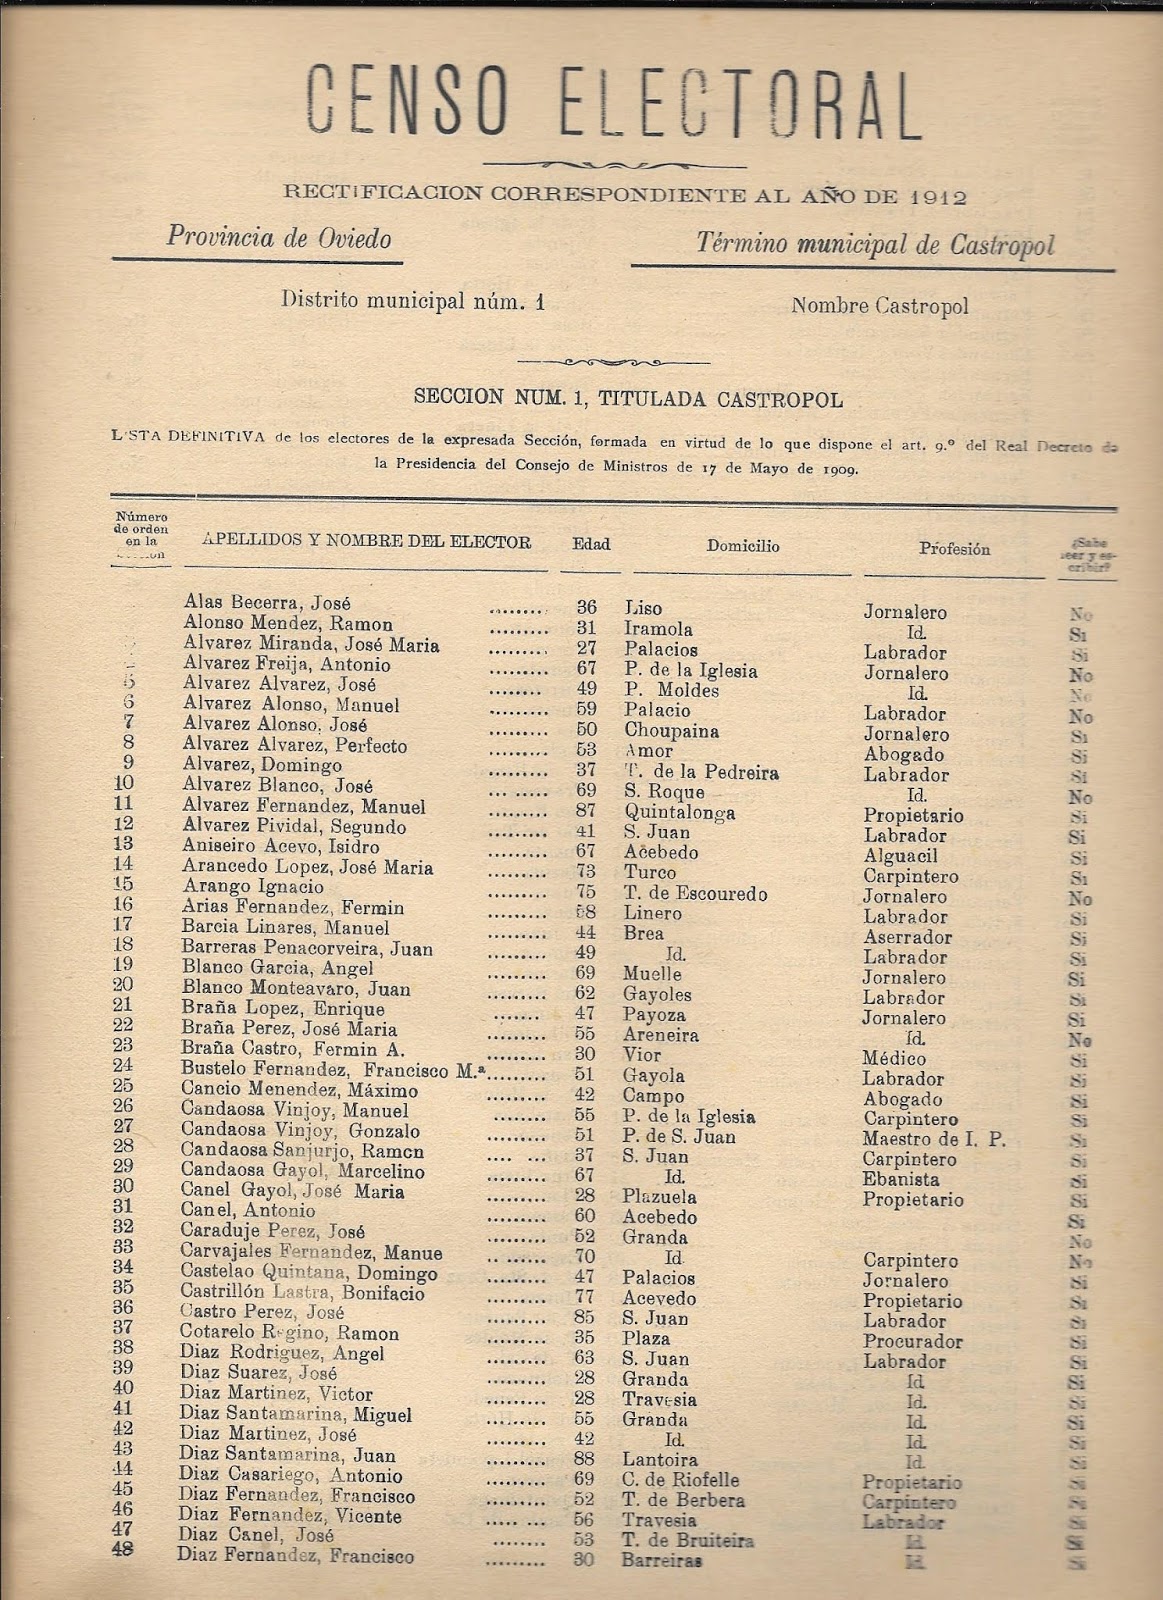 CENSO ELECTORAL
RECTIFICACION CORRESPONDIENTE AL AÑO DE 1912
Provincia de Oviedo Término municipal de Castropol
Distrito municipal núm. 1 Nombre Castropol
SECCION NUM. 1, TITULADA CASTROPOL
LISTA DEFINITIVA de los electores de la expresada Sección, formada en virtud de lo que dispone el art. 9.º del Real Decreto de
la Presidencia del Consejo de Ministros de 17 de Mayo de 1909.
Número de orden en la APELLIDOS Y NOMBRE DEL ELECTOR Edad Domicilio Profesión ¿Sabe leer y escribir?
Alas Becerra, José ........ 36 Liso Jornalero No
Alonso Mendez, Ramon ......... 31 Iramola Id. Si
Alvarez Miranda, José Maria ......... 27 Palacios Labrador Si
Alvarez Freija, Antonio ......... 67 P. de la Iglesia Jornalero No
5 Alvarez Alvarez, José ......... 49 P. Moldes Id. No
6 Alvarez Alonso, Manuel ......... 59 Palacio Labrador No
7 Alvarez Alonso, José ......... 50 Choupaina Jornalero Si
8 Alvarez Alvarez, Perfecto ......... 53 Amor Abogado Si
9 Alvarez, Domingo ......... 37 T. de la Pedreira Labrador Si
10 Alvarez Blanco, José ... ..... 69 S. Roque Id. No
11 Alvarez Fernandez, Manuel ......... 87 Quintalonga Propietario Si
12 Alvarez Pividal, Segundo ......... 41 S. Juan Labrador Si
13 Aniseiro Acevo, Isidro ......... 67 Acebedo Alguacil Si
14 Arancedo Lopez, José Maria ......... 73 Turco Carpintero Si
15 Arango Ignacio ......... 75 T. de Escouredo Jornalero No
16 Arias Fernandez, Fermin ......... 58 Linero Labrador Si
17 Barcia Linares, Manuel ......... 44 Brea Aserrador Si
18 Barreras Penacorveira, Juan ......... 49 Id. Labrador Si
19 Blanco Garcia, Angel ......... 69 Muelle Jornalero Si
20 Blanco Monteavaro, Juan ......... 62 Gayoles Labrador Si
21 Braña Lopez, Enrique ....... 47 Payoza Jornalero Si
22 Braña Perez, José Maria ......... 55 Areneira Id. No
23 Braña Castro, Fermin A. ......... 30 Vior Médico Si
24 Bustelo Fernandez, Francisco M.ª ......... 51 Gayola Labrador Si
25 Cancio Menendez, Máximo ......... 42 Campo Abogado Si
26 Candaosa Vinjoy, Manuel ....... 55 P. de la Iglesia Carpintero Si
27 Candaosa Vinjoy, Gonzalo ......... 51 P. de S. Juan Maestro de I. P. Si
28 Candaosa Sanjurjo, Ramon .... ... 37 S. Juan Carpintero Si
29 Candaosa Gayol, Marcelino ......... 67 Id. Ebanista Si
30 Canel Gayol, José Maria ......... 28 Plazuela Propietario Si
31 Canel, Antonio ......... 60 Acebedo Si
32 Caraduje Perez, José ......... 52 Granda No
33 Carvajales Fernandez, Manue .. ...... 70 Id. Carpintero No
34 Castelao Quintana, Domingo ......... 47 Palacios Jornalero Si
35 Castrillón Lastra, Bonifacio ......... 77 Acevedo Propietario Si
36 Castro Perez, José ......... 85 S. Juan Labrador Si
37 Cotarelo Regino, Ramon ......... 35 Plaza Procurador Si
38 Diaz Rodriguez, Angel ......... 63 S. Juan Labrador Si
39 Diaz Suarez, José ......... 28 Granda Id. Si
40 Diaz Martinez, Victor ......... 28 Travesia Id. Si
41 Diaz Santamarina, Miguel ......... 55 Granda Id. Si
42 Diaz Martinez, José ......... 42 Id. Id. Si
43 Diaz Santamarina, Juan ......... 88 Lantoira Id. Si
44 Diaz Casariego, Antonio ......... 69 C. de Riofelle Propietario Si
45 Diaz Fernandez, Francisco ......... 52 T. de Berbera Carpintero Si
46 Diaz Fernandez, Vicente ..... ... 56 Travesia Labrador Si
47 Diaz Canel, José ........ 53 T. de Bruiteira Id. Si
48 Diaz Fernandez, Francisco ......... 30 Barreiras Id. Si